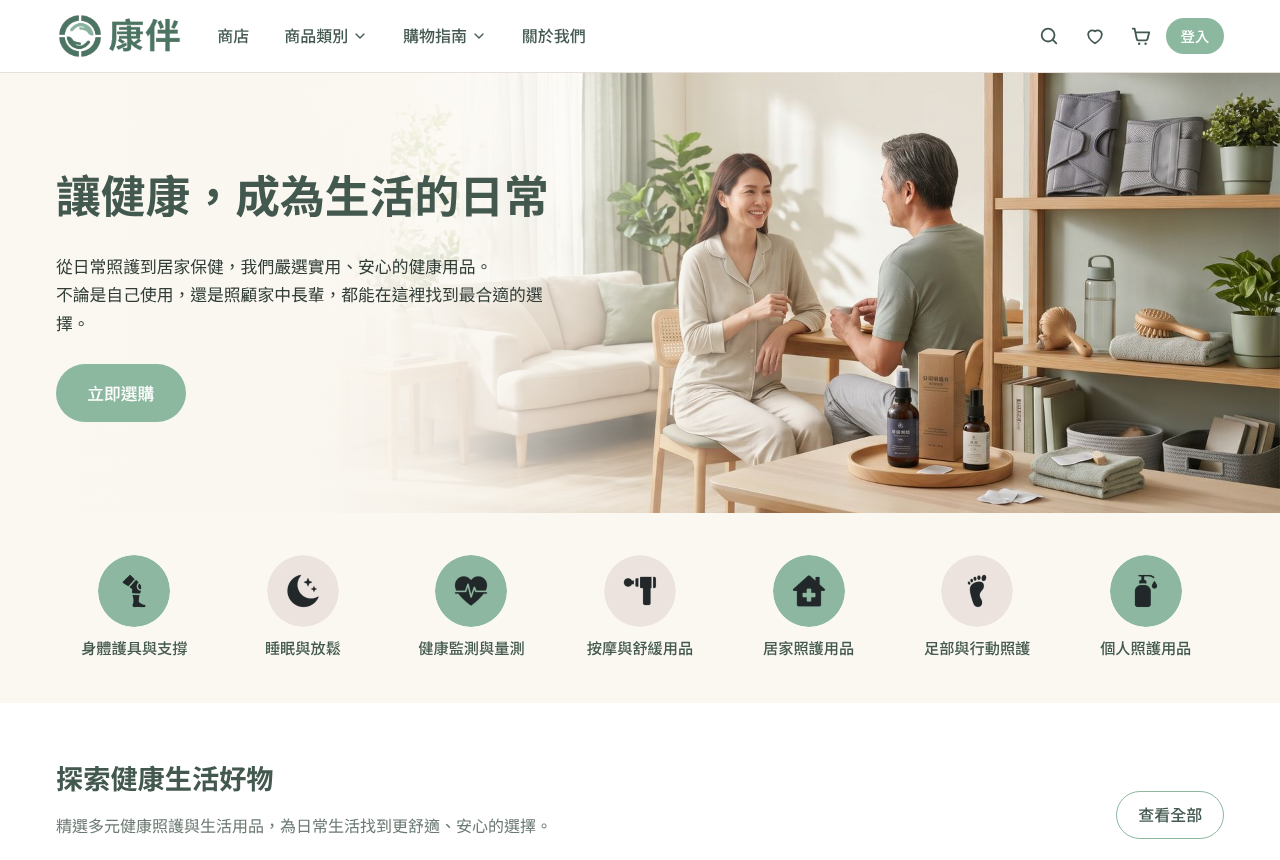 康伴
商店
商品類別
購物指南
關於我們
登入
讓健康，成為生活的日常
從日常照護到居家保健，我們嚴選實用、安心的健康用品。
不論是自己使用，還是照顧家中長輩，都能在這裡找到最合適的選
擇。
立即選購
身體護具與支撐
睡眠與放鬆
健康監測與量測
按摩與舒緩用品
居家照護用品
足部與行動照護
個人照護用品
探索健康生活好物
精選多元健康照護與生活用品，為日常生活找到更舒適、安心的選擇。
查看全部